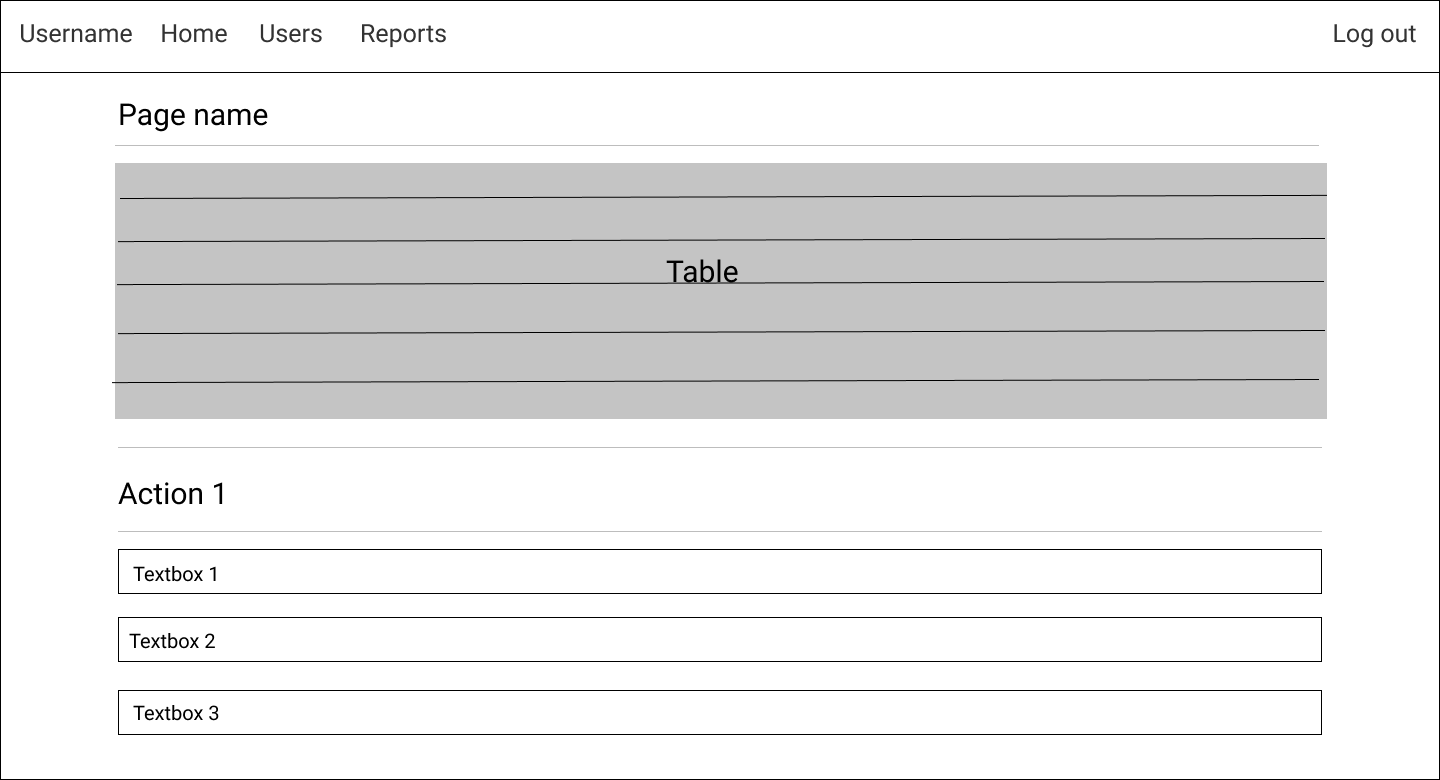 Username Home Users Reports Log out
Page name
Table
Action 1
Textbox 1
Textbox 2
Textbox 3